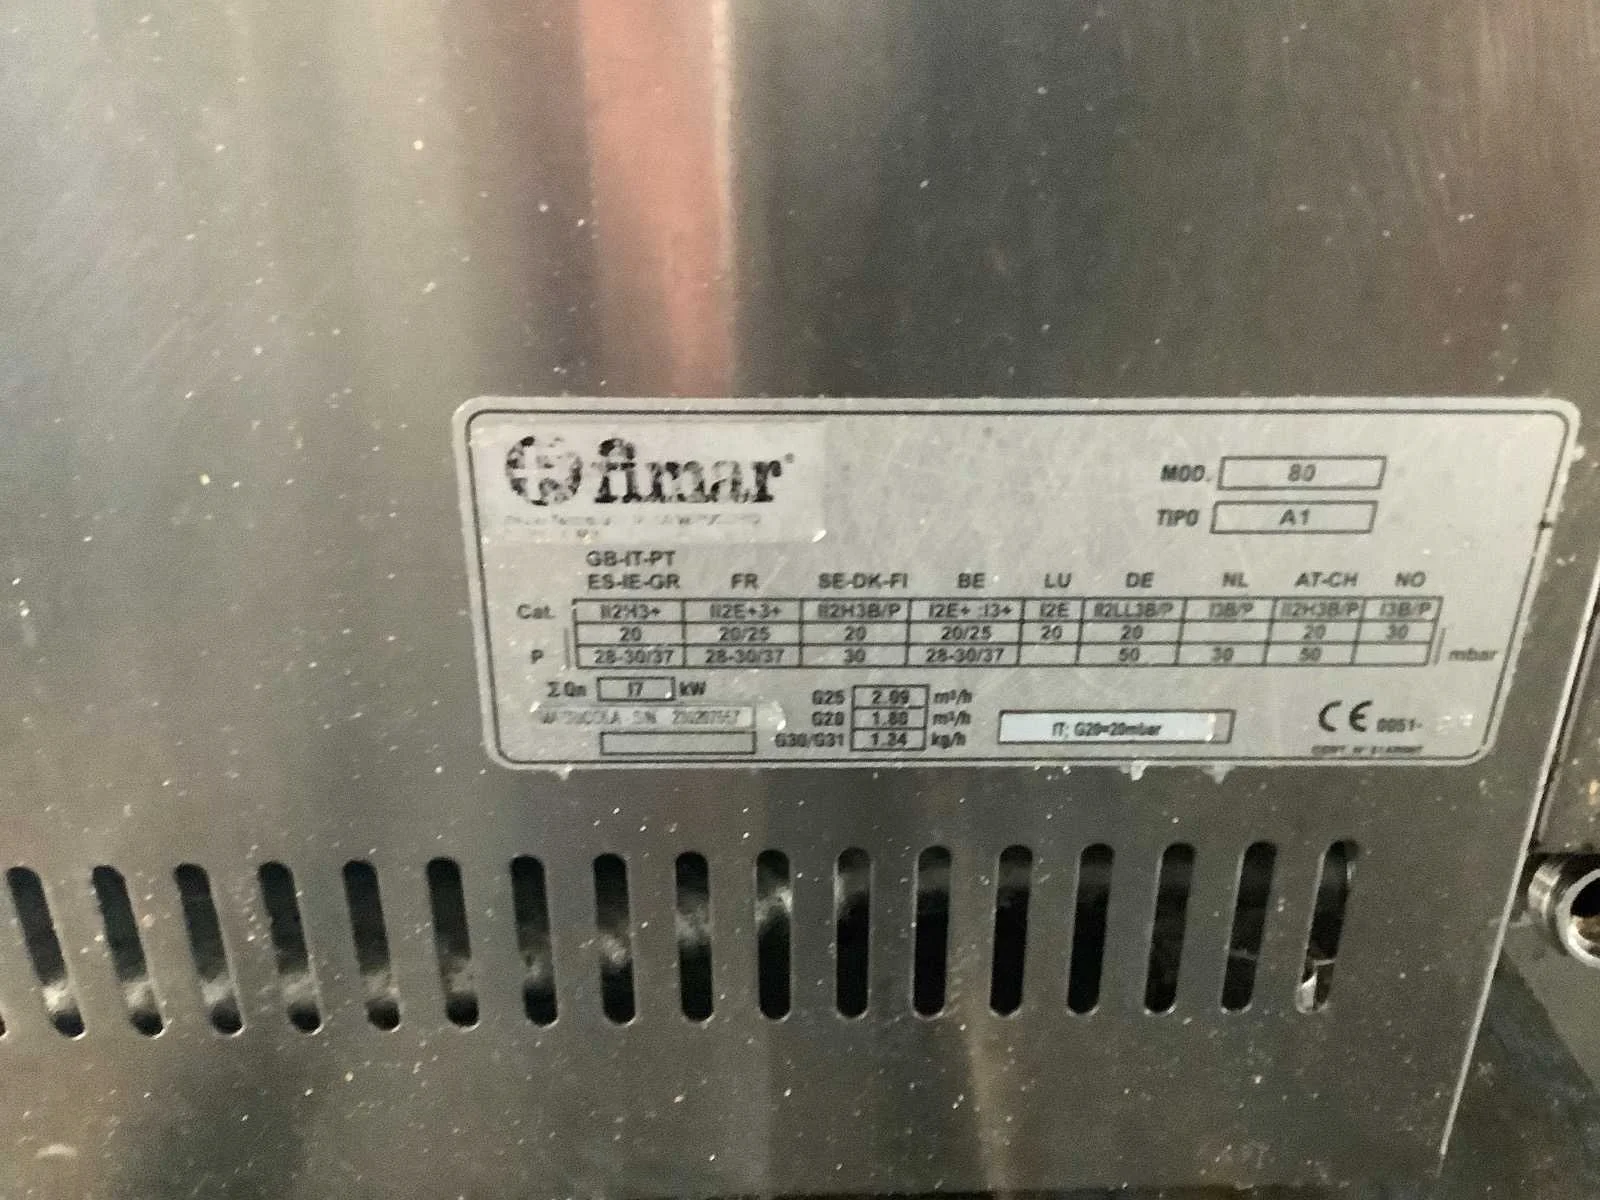 fimar®
MOD. 80
TIPO A1
GB-IT-PT
ES-IE-GR FR SE-DK-FI BE LU DE NL AT-CH NO
Cat. II2H3+ II2E+3+ II2H3B/P I2E+ :I3+ I2E II2LL3B/P I3B/P II2H3B/P I3B/P
20 20/25 20 20/25 20 20 20 30
P 28-30/37 28-30/37 30 28-30/37 50 30 50 mbar
ΣQn 17 kW
MATRICOLA S/N.
G25 2.09 m³/h
G20 1.80 m³/h
G30/G31 1.34 kg/h
IT; G20=20mbar
CE 0051-
CERT. N°